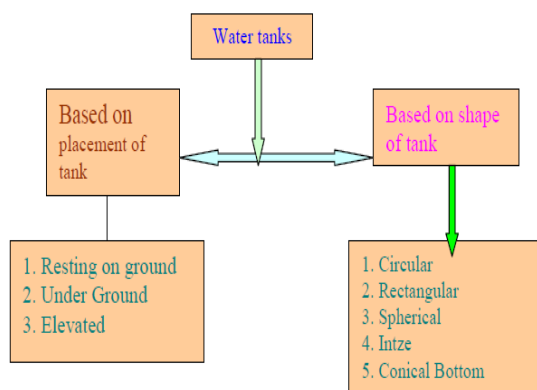 Water tanks
Based on
placement of
tank
Based on shape
of tank
1. Resting on ground
2. Under Ground
3. Elevated
1. Circular
2. Rectangular
3. Spherical
4. Intze
5. Conical Bottom